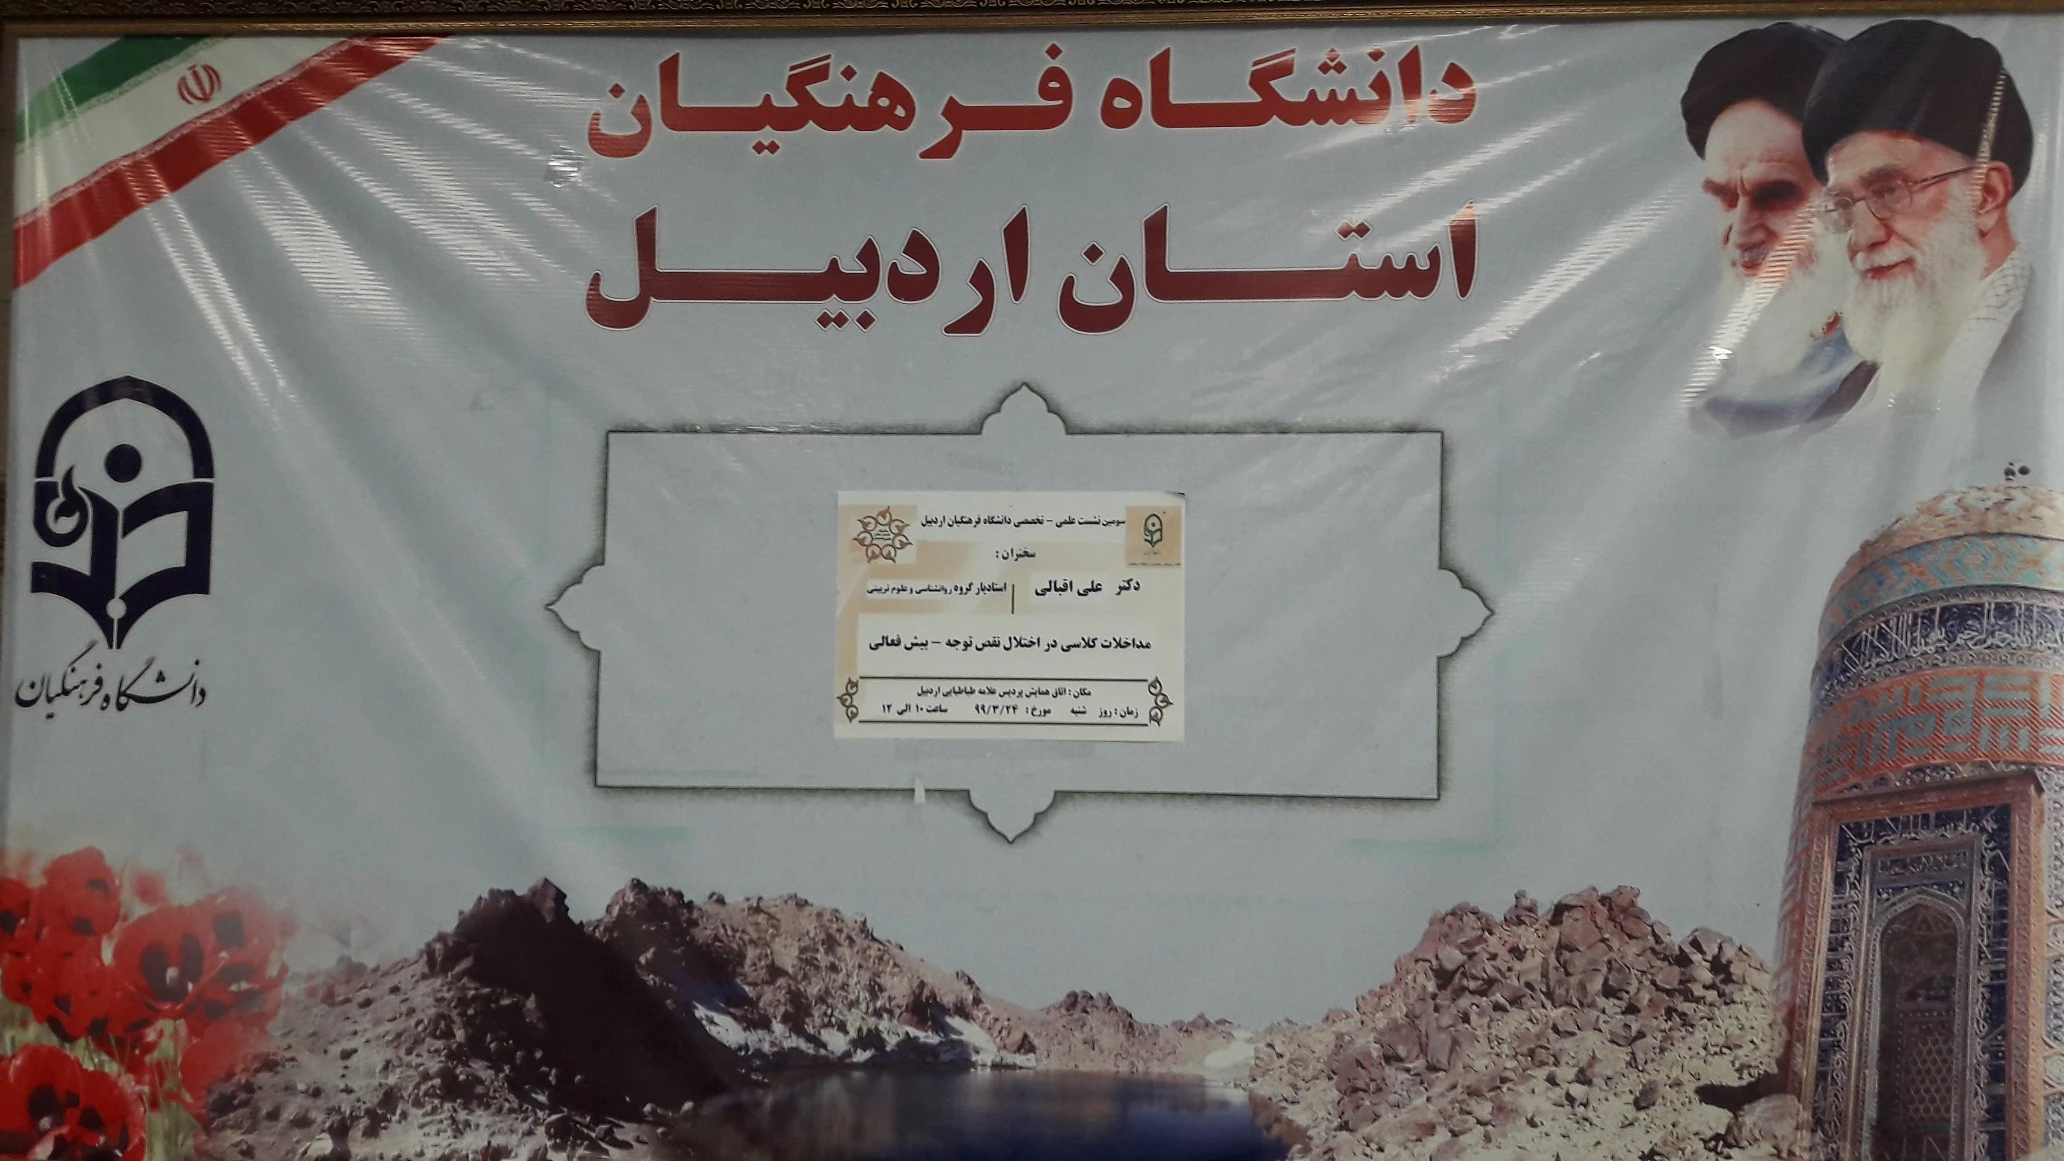 دانشگاه فرهنگیان
استان اردبیل
سومین نشست علمی - تخصصی دانشگاه فرهنگیان اردبیل
سخنران :
دکتر علی اقبالی | استادیار گروه روانشناسی و علوم تربیتی
مداخلات کلاسی در اختلال نقص توجه - بیش فعالی
مکان : اتاق همایش پردیس علامه طباطبایی اردبیل
زمان : روز شنبه مورخ : ۹۹/۳/۲۴ ساعت ۱۰ الی ۱۲
دانشگاه فرهنگیان